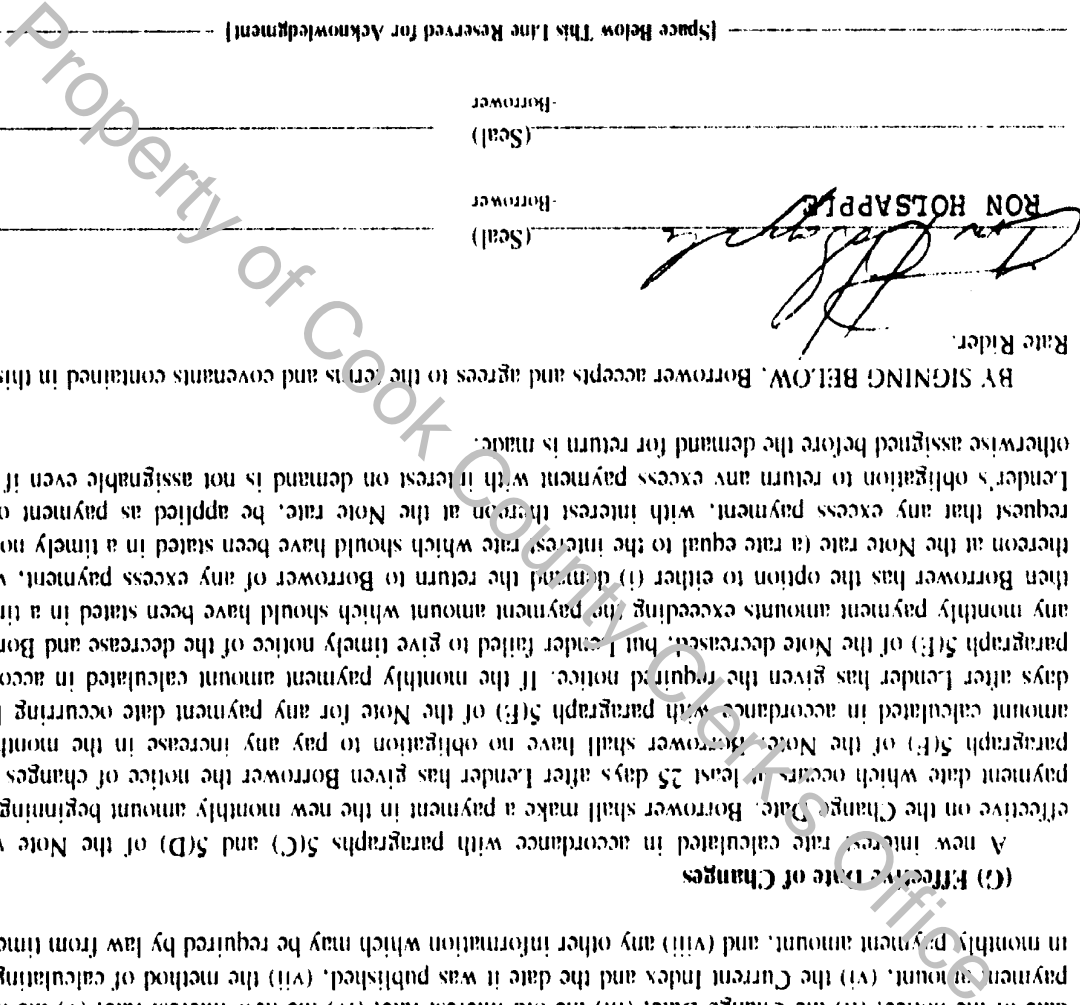 payment amount, (vi) the Current Index and the date it was published, (vii) the method of calculating
in monthly payment amount, and (viii) any other information which may be required by law from time
(G) Effective Date of Changes
A new interest rate calculated in accordance with paragraphs 5(C) and 5(D) of the Note
effective on the Change Date. Borrower shall make a payment in the new monthly amount beginning
payment date which occurs at least 25 days after Lender has given Borrower the notice of changes
paragraph 5(F) of the Note. Borrower shall have no obligation to pay any increase in the month
amount calculated in accordance with paragraph 5(E) of the Note for any payment date occurring
days after Lender has given the required notice. If the monthly payment amount calculated in acco
paragraph 5(E) of the Note decreased, but Lender failed to give timely notice of the decrease and Bor
any monthly payment amounts exceeding the payment amount which should have been stated in a tim
then Borrower has the option to either (i) demand the return to Borrower of any excess payment,
thereon at the Note rate (a rate equal to the interest rate which should have been stated in a timely no
request that any excess payment, with interest thereon at the Note rate, be applied as payment o
Lender's obligation to return any excess payment with interest on demand is not assignable even if
otherwise assigned before the demand for return is made.
BY SIGNING BELOW, Borrower accepts and agrees to the terms and covenants contained in this
Rate Rider.
(Seal)
RON HOLSAPPLE
-Borrower
(Seal)
-Borrower
[Space Below This Line Reserved for Acknowledgment]
Property of Cook County Clerk's Office